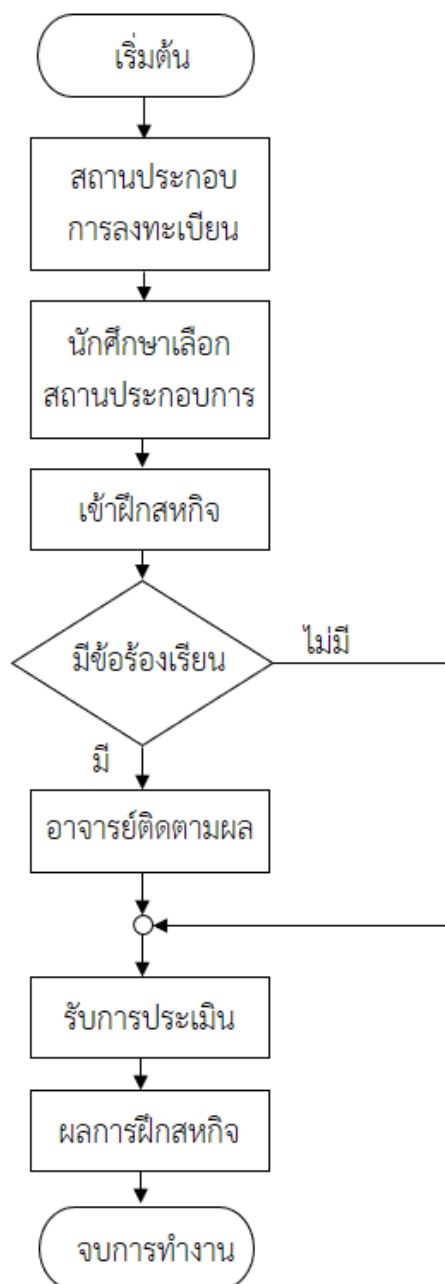 เริ่มต้น
สถานประกอบ
การลงทะเบียน
นักศึกษาเลือก
สถานประกอบการ
เข้าฝึกสหกิจ
มีข้อร้องเรียน
ไม่มี
มี
อาจารย์ติดตามผล
รับการประเมิน
ผลการฝึกสหกิจ
จบการทำงาน